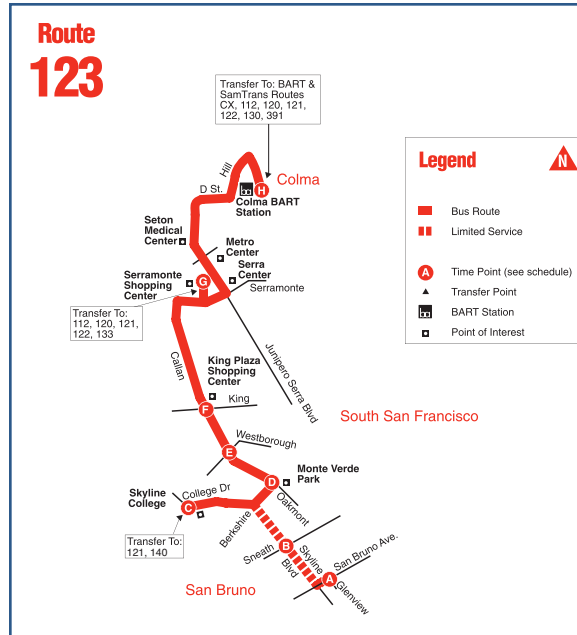 Route
123
Transfer To: BART &
SamTrans Routes
CX, 112, 120, 121,
122, 130, 391
Hill
H
Colma
D St.
Colma BART
Station
Seton
Medical
Center
Metro
Center
Serra
Center
Serramonte
Serramonte
Shopping
Center
G
Transfer To:
112, 120, 121,
122, 133
Callan
Junipero Serra Blvd
King Plaza
Shopping
Center
King
F
South San Francisco
Westborough
E
Monte Verde
Park
D
Oakmont
Skyline
College
College Dr
C
Berkshire
Transfer To:
121, 140
Sneath
B
Skyline
Blvd
San Bruno Ave.
A
Glenview
San Bruno
Legend
N
Bus Route
Limited Service
A
Time Point (see schedule)
Transfer Point
BART Station
Point of Interest